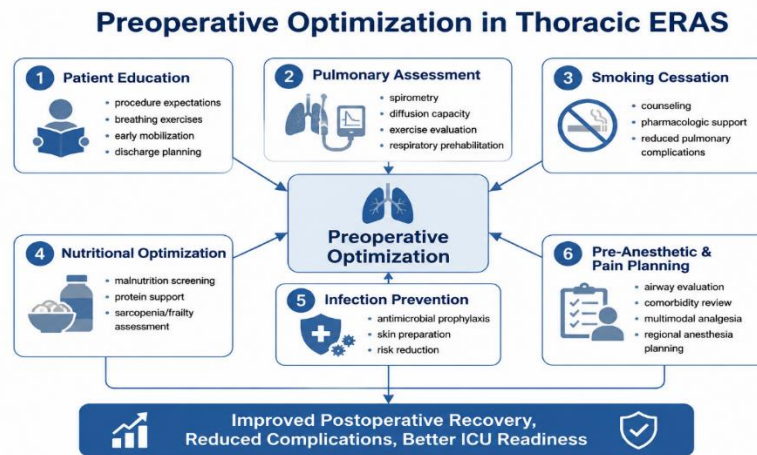 Preoperative Optimization in Thoracic ERAS
1 Patient Education
• procedure expectations
• breathing exercises
• early mobilization
• discharge planning
2 Pulmonary Assessment
• spirometry
• diffusion capacity
• exercise evaluation
• respiratory prehabilitation
3 Smoking Cessation
• counseling
• pharmacologic support
• reduced pulmonary
complications
Preoperative
Optimization
4 Nutritional Optimization
• malnutrition screening
• protein support
• sarcopenia/frailty
assessment
5 Infection Prevention
• antimicrobial prophylaxis
• skin preparation
• risk reduction
6 Pre-Anesthetic &
Pain Planning
• airway evaluation
• comorbidity review
• multimodal analgesia
• regional anesthesia
planning
Improved Postoperative Recovery,
Reduced Complications, Better ICU Readiness